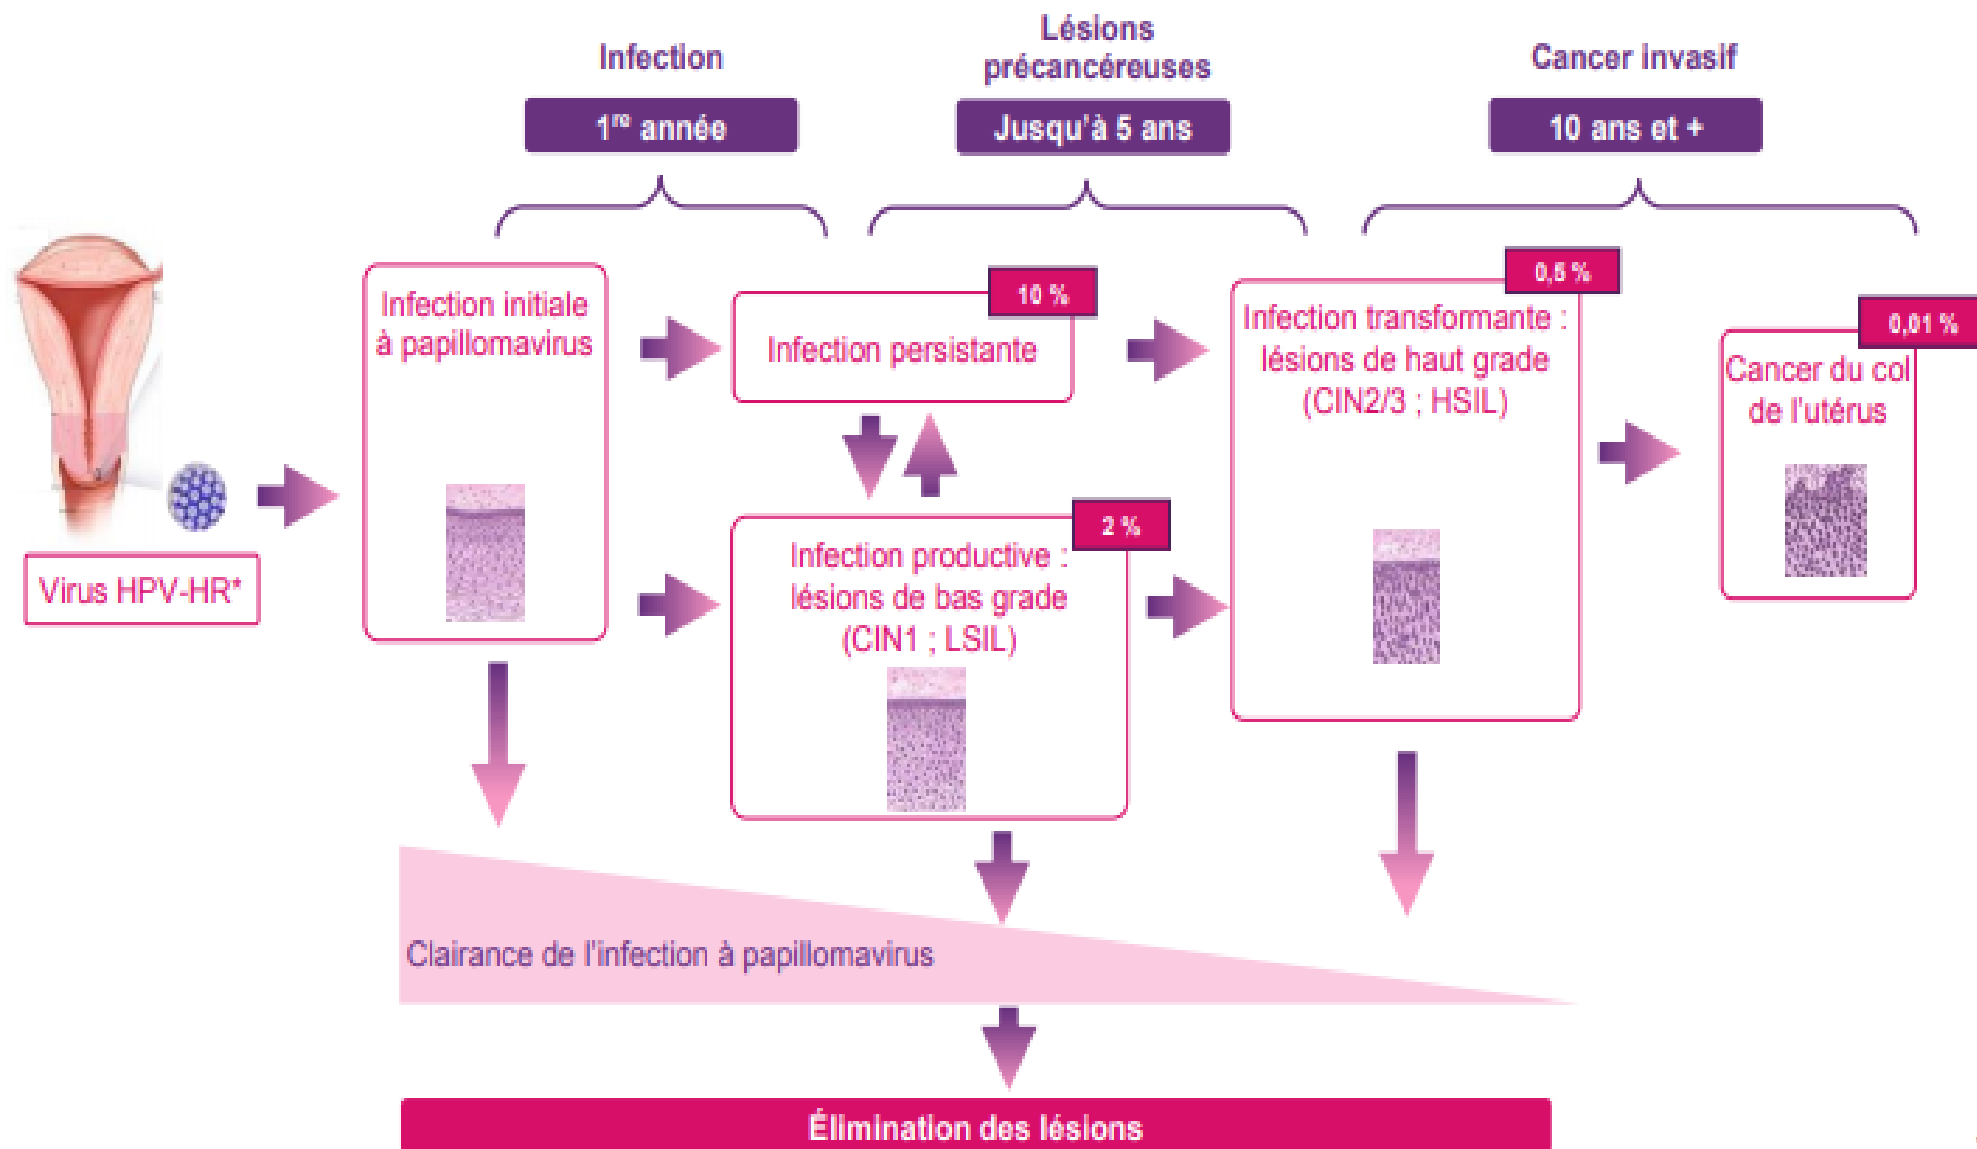 Infection
1re année
Lésions
précancéreuses
Jusqu'à 5 ans
Cancer invasif
10 ans et +
Virus HPV-HR*
Infection initiale
à papillomavirus
10 %
Infection persistante
2 %
Infection productive :
lésions de bas grade
(CIN1 ; LSIL)
0,5 %
Infection transformante :
lésions de haut grade
(CIN2/3 ; HSIL)
0,01 %
Cancer du col
de l'utérus
Clairance de l'infection à papillomavirus
Élimination des lésions